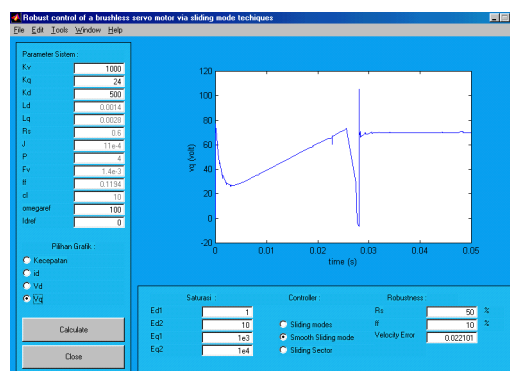 Robust control of a brushless servo motor via sliding mode techiques
File Edit Tools Window Help
Parameter Sistem :
Kv 1000
Kq 24
Kd 500
Ld 0.0014
Lq 0.0028
Rs 0.6
J 11e-4
P 4
Fv 1.4e-3
ff 0.1194
cl 10
omegaref 100
Idref 0
Pilihan Grafik :
Kecepatan
id
Vd
Vq
Calculate
Close
120
100
80
60
40
20
0
-20
vq (volt)
0 0.01 0.02 0.03 0.04 0.05
time (s)
Saturasi : Controller : Robustness :
Ed1 1 Rs 50 %
Ed2 10 Sliding modes ff 10 %
Eq1 1e3 Smooth Sliding mode Velocity Error 0.022101
Eq2 1e4 Sliding Sector